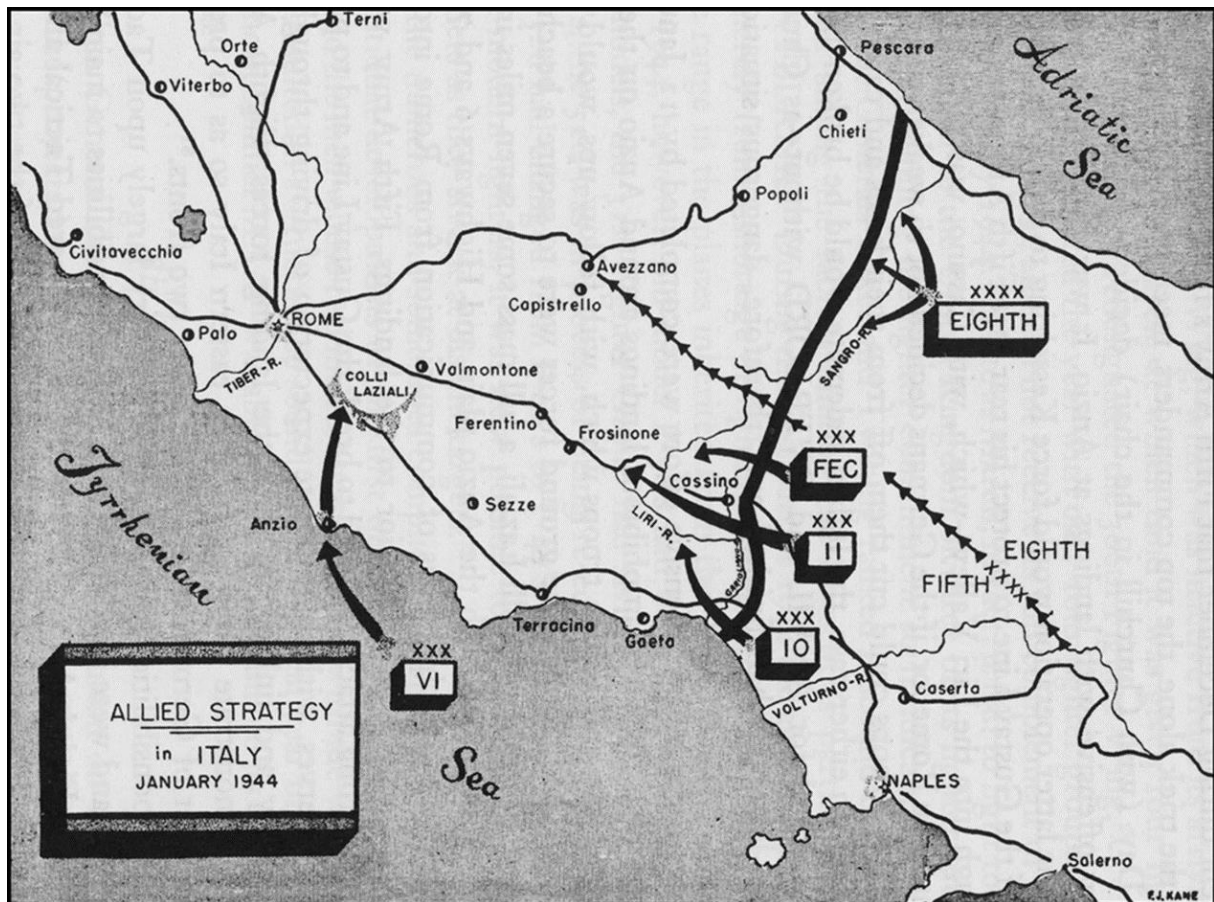 Terni
Orte
Viterbo
Pescara
Adriatic
Sea
Chieti
Popoli
Civitavecchia
Avezzano
Capistrello
XXXX
EIGHTH
Palo
ROME
TIBER-R.
COLLI
LAZIALI
Valmontone
SANGRO-R.
Ferentino
Frosinone
XXX
FEC
Cassino
Tyrrhenian
Anzio
Sezze
LIRI-R.
XXX
II
EIGHTH
FIFTH
XXXX
Terracina
Gaeta
XXX
10
XXX
VI
Caserta
VOLTURNO-R.
ALLIED STRATEGY
in ITALY
JANUARY 1944
Sea
NAPLES
Salerno
F.J.KANE